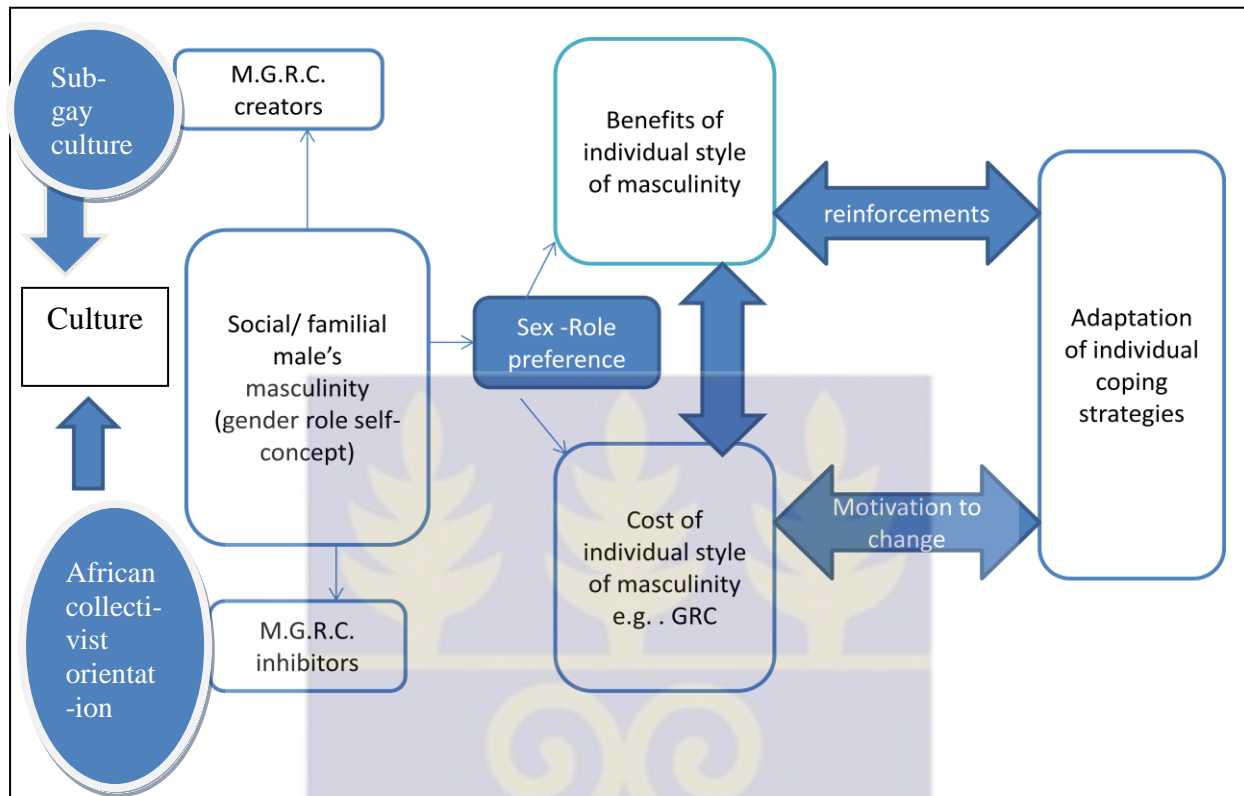 Sub-
gay
culture
M.G.R.C.
creators
Culture
African
collecti-
vist
orientat
-ion
Social/ familial
male’s
masculinity
(gender role self-
concept)
M.G.R.C.
inhibitors
Sex -Role
preference
Benefits of
individual style
of masculinity
Cost of
individual style
of masculinity
e.g. . GRC
reinforcements
Motivation to
change
Adaptation
of individual
coping
strategies